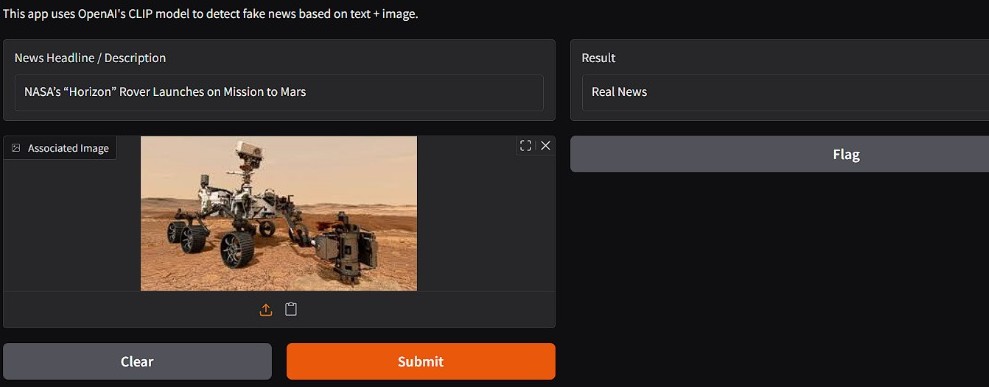 This app uses OpenAI's CLIP model to detect fake news based on text + image.
News Headline / Description
NASA's “Horizon” Rover Launches on Mission to Mars
Result
Real News
Associated Image
Flag
Clear
Submit